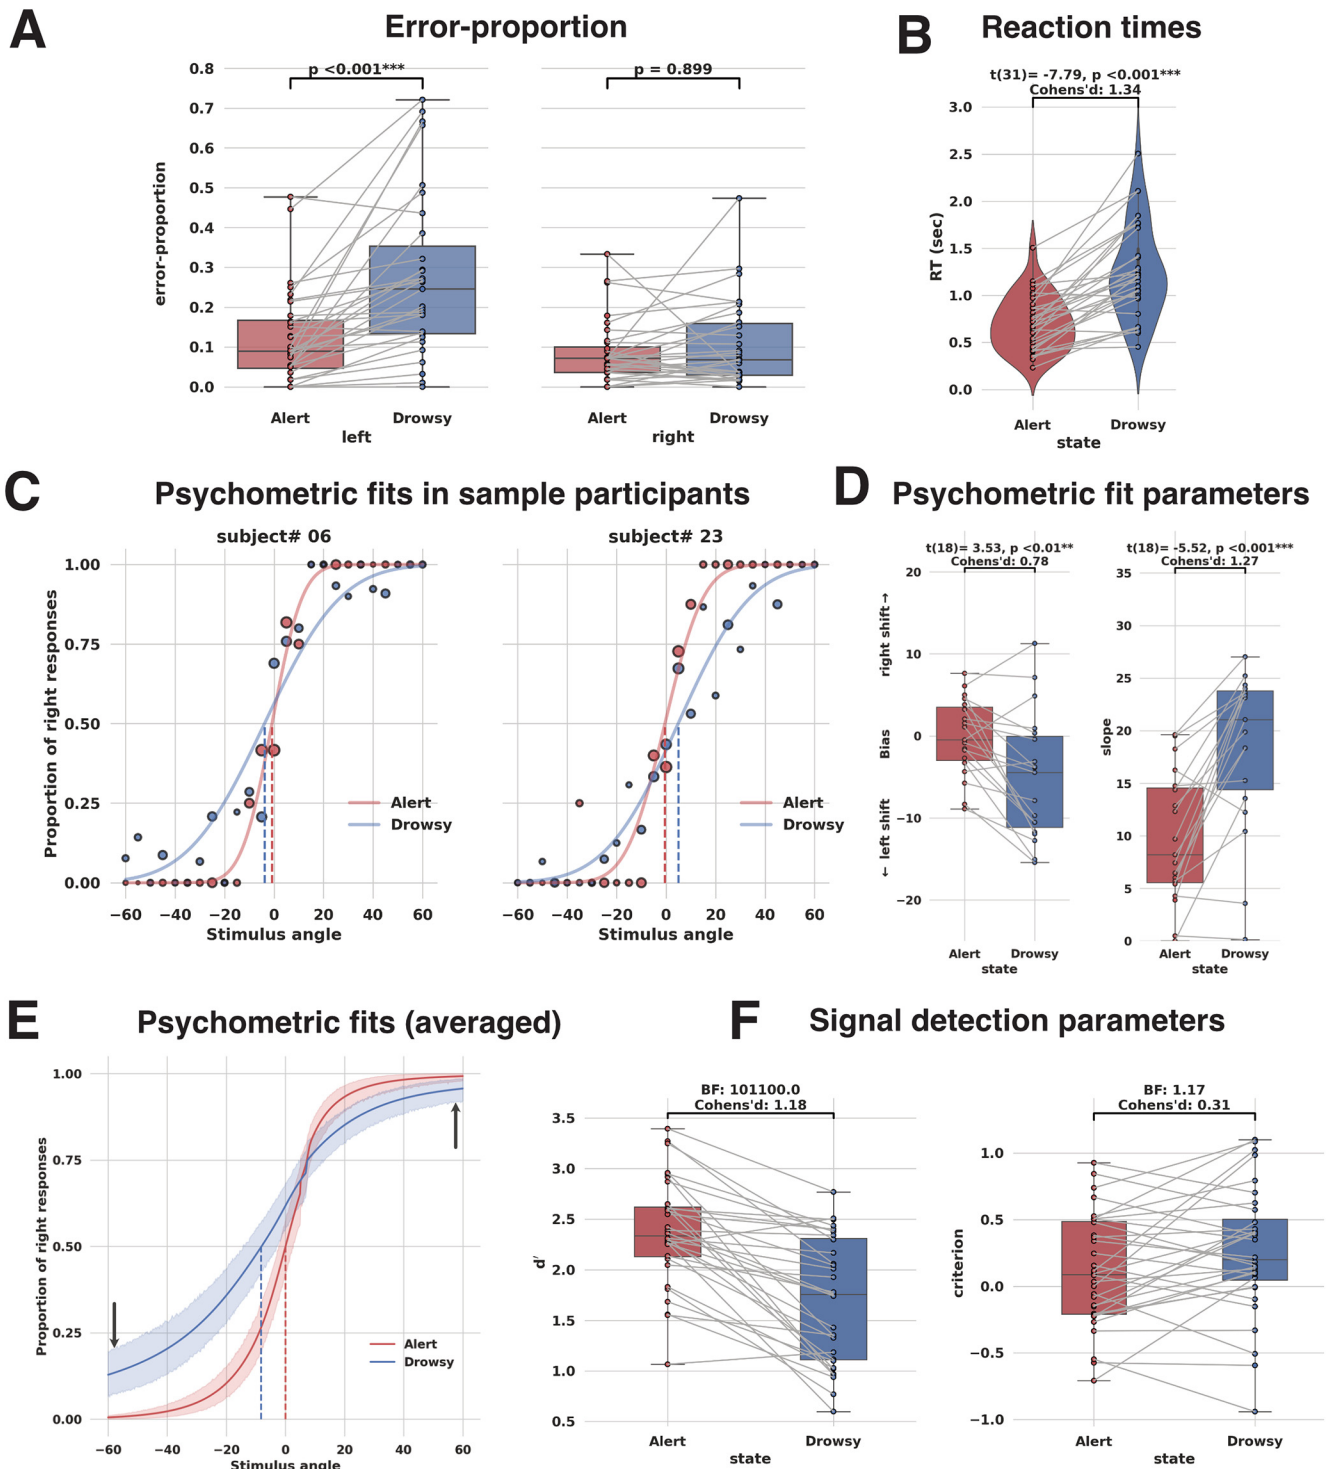 A
Error-proportion
p <0.001***
p = 0.899
0.8
0.7
0.6
0.5
0.4
0.3
0.2
0.1
0.0
error-proportion
Alert
Drowsy
left
Alert
Drowsy
right
B
Reaction times
t(31)= -7.79, p <0.001***
Cohens'd: 1.34
3.0
2.5
2.0
1.5
1.0
0.5
0.0
RT (sec)
Alert
Drowsy
state
C
Psychometric fits in sample participants
subject# 06
subject# 23
1.00
0.75
0.50
0.25
0.00
Proportion of right responses
Alert
Drowsy
Alert
Drowsy
−60 −40 −20 0 20 40 60
−60 −40 −20 0 20 40 60
Stimulus angle
Stimulus angle
D
Psychometric fit parameters
t(18)= 3.53, p <0.01**
Cohens'd: 0.78
20
10
0
−10
−20
← left shift Bias right shift→
Alert
Drowsy
state
t(18)= -5.52, p <0.001***
Cohens'd: 1.27
35
30
25
20
15
10
5
0
slope
Alert
Drowsy
state
E
Psychometric fits (averaged)
1.00
0.75
0.50
0.25
0.00
Proportion of right responses
Alert
Drowsy
−60 −40 −20 0 20 40 60
Stimulus angle
F
Signal detection parameters
BF: 101100.0
Cohens'd: 1.18
3.5
3.0
2.5
2.0
1.5
1.0
0.5
d′
Alert
Drowsy
state
BF: 1.17
Cohens'd: 0.31
1.0
0.5
0.0
−0.5
−1.0
criterion
Alert
Drowsy
state